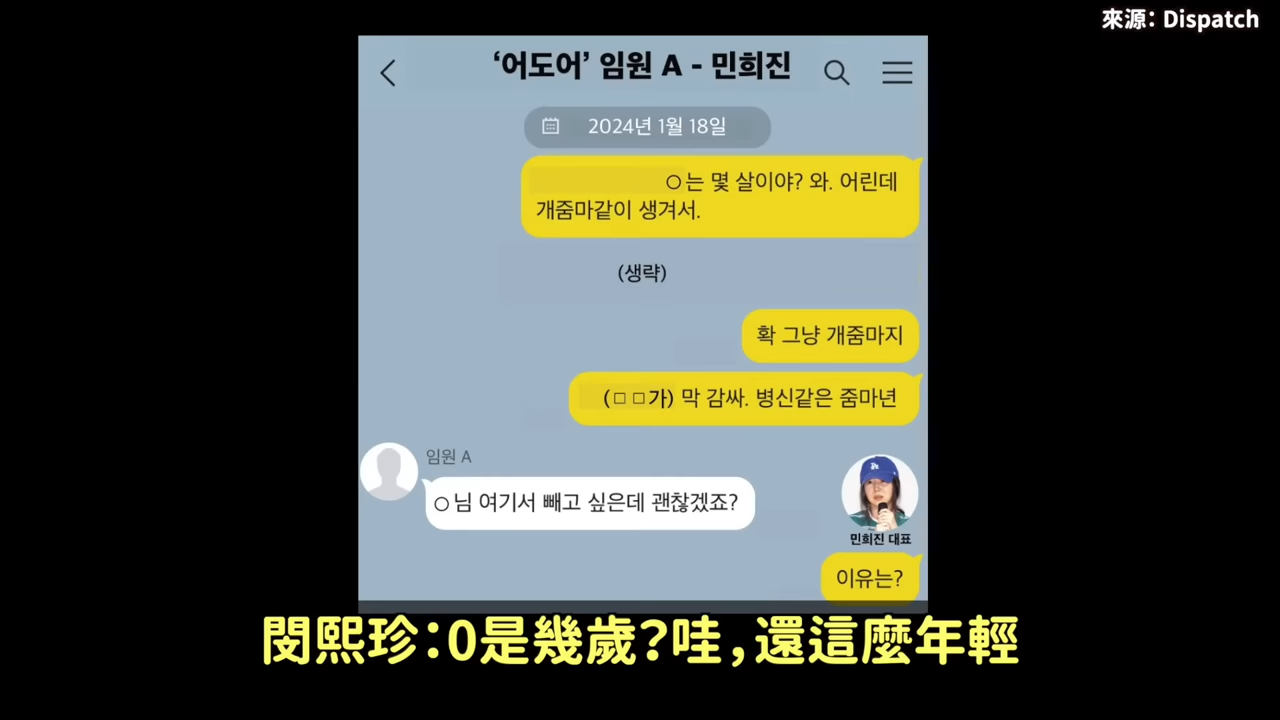 來源: Dispatch
‘어도어’ 임원 A - 민희진
2024년 1월 18일
○는 몇 살이야? 와. 어린데
개줌마같이 생겨서.
(생략)
확 그냥 개줌마지
(□□가) 막 감싸. 병신같은 줌마년
임원 A
○님 여기서 빼고 싶은데 괜찮겠죠?
민희진 대표
이유는?
閔熙珍:0是幾歲?哇,還這麼年輕